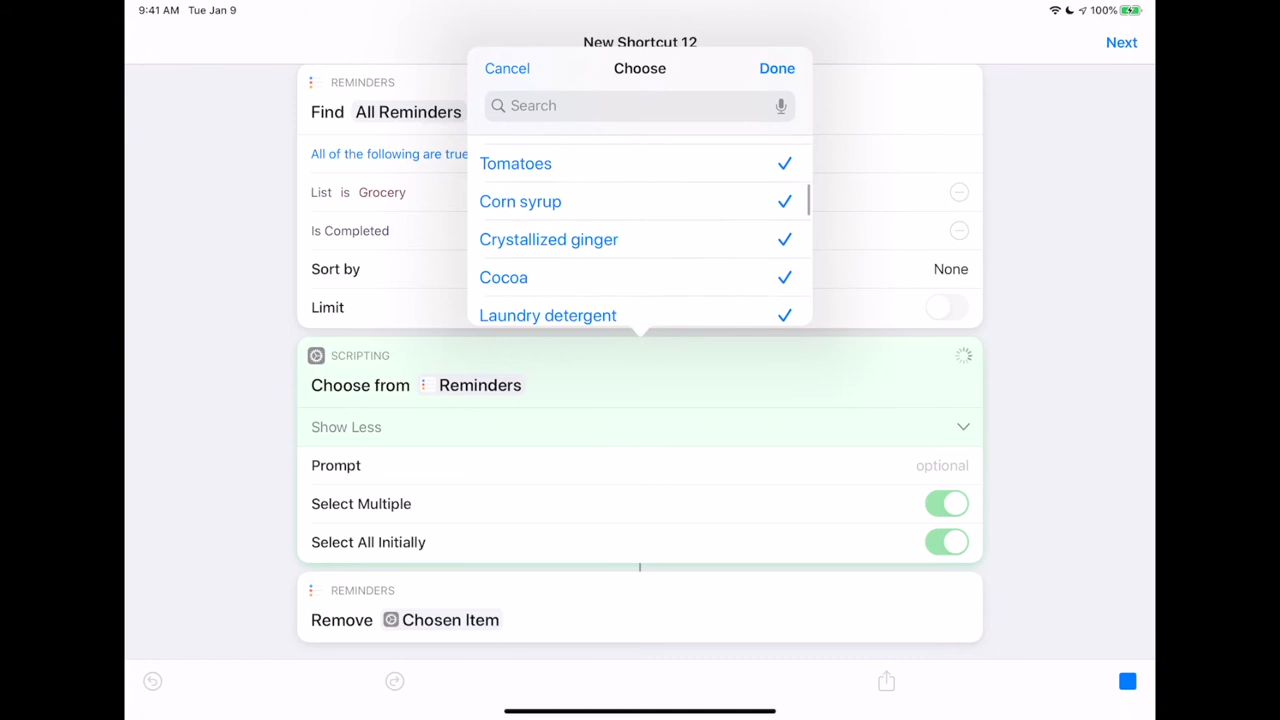 9:41 AM Tue Jan 9
100%
New Shortcut 12
Next
Cancel
Choose
Done
Search
Tomatoes
Corn syrup
Crystallized ginger
Cocoa
Laundry detergent
REMINDERS
Find All Reminders
All of the following are true
List is Grocery
Is Completed
Sort by
None
Limit
SCRIPTING
Choose from Reminders
Show Less
Prompt
optional
Select Multiple
Select All Initially
REMINDERS
Remove Chosen Item